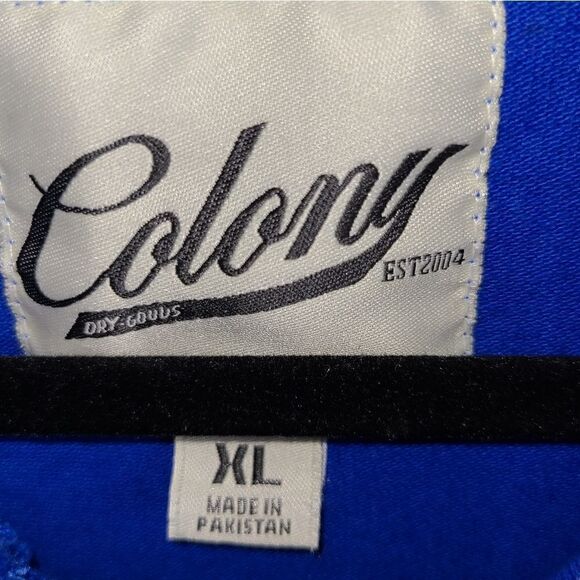 Colony
DRY-GOODS
EST2004
XL
MADE IN
PAKISTAN